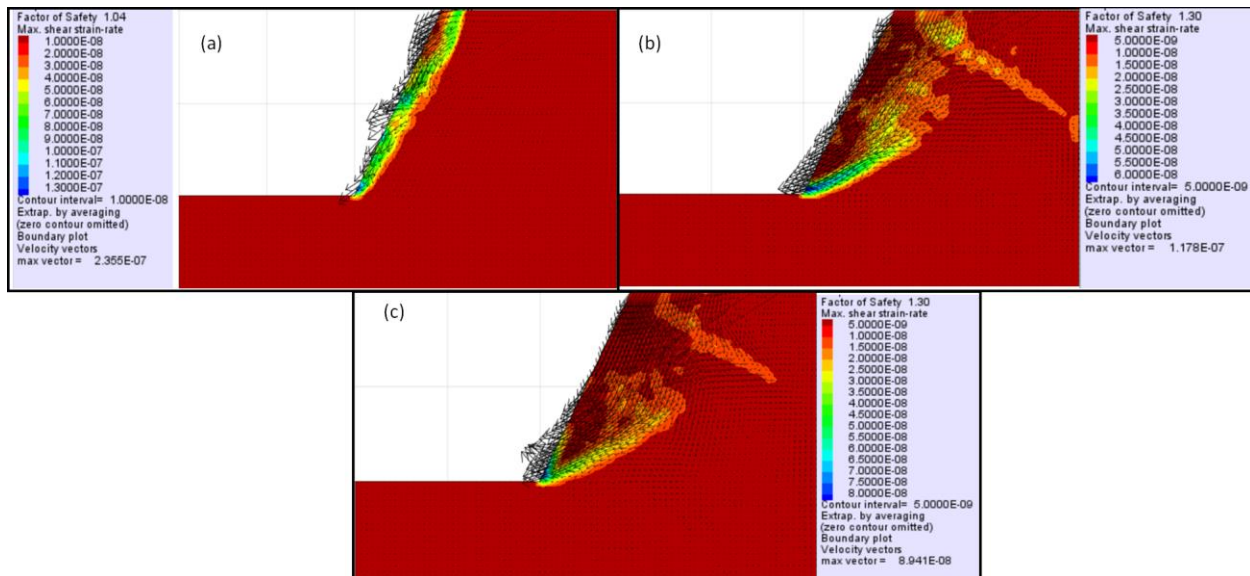 Factor of Safety 1.04
Max. shear strain-rate
1.0000E-08
2.0000E-08
3.0000E-08
4.0000E-08
5.0000E-08
6.0000E-08
7.0000E-08
8.0000E-08
9.0000E-08
1.0000E-07
1.1000E-07
1.2000E-07
1.3000E-07
Contour interval= 1.0000E-08
Extrap. by averaging
(zero contour omitted)
Boundary plot
Velocity vectors
max vector = 2.355E-07
(a)
(b)
Factor of Safety 1.30
Max. shear strain-rate
5.0000E-09
1.0000E-08
1.5000E-08
2.0000E-08
2.5000E-08
3.0000E-08
3.5000E-08
4.0000E-08
4.5000E-08
5.0000E-08
5.5000E-08
6.0000E-08
Contour interval= 5.0000E-09
Extrap. by averaging
(zero contour omitted)
Boundary plot
Velocity vectors
max vector = 1.178E-07
(c)
Factor of Safety 1.30
Max. shear strain-rate
5.0000E-09
1.0000E-08
1.5000E-08
2.0000E-08
2.5000E-08
3.0000E-08
3.5000E-08
4.0000E-08
4.5000E-08
5.0000E-08
5.5000E-08
6.0000E-08
6.5000E-08
7.0000E-08
7.5000E-08
8.0000E-08
Contour interval= 5.0000E-09
Extrap. by averaging
(zero contour omitted)
Boundary plot
Velocity vectors
max vector = 8.941E-08